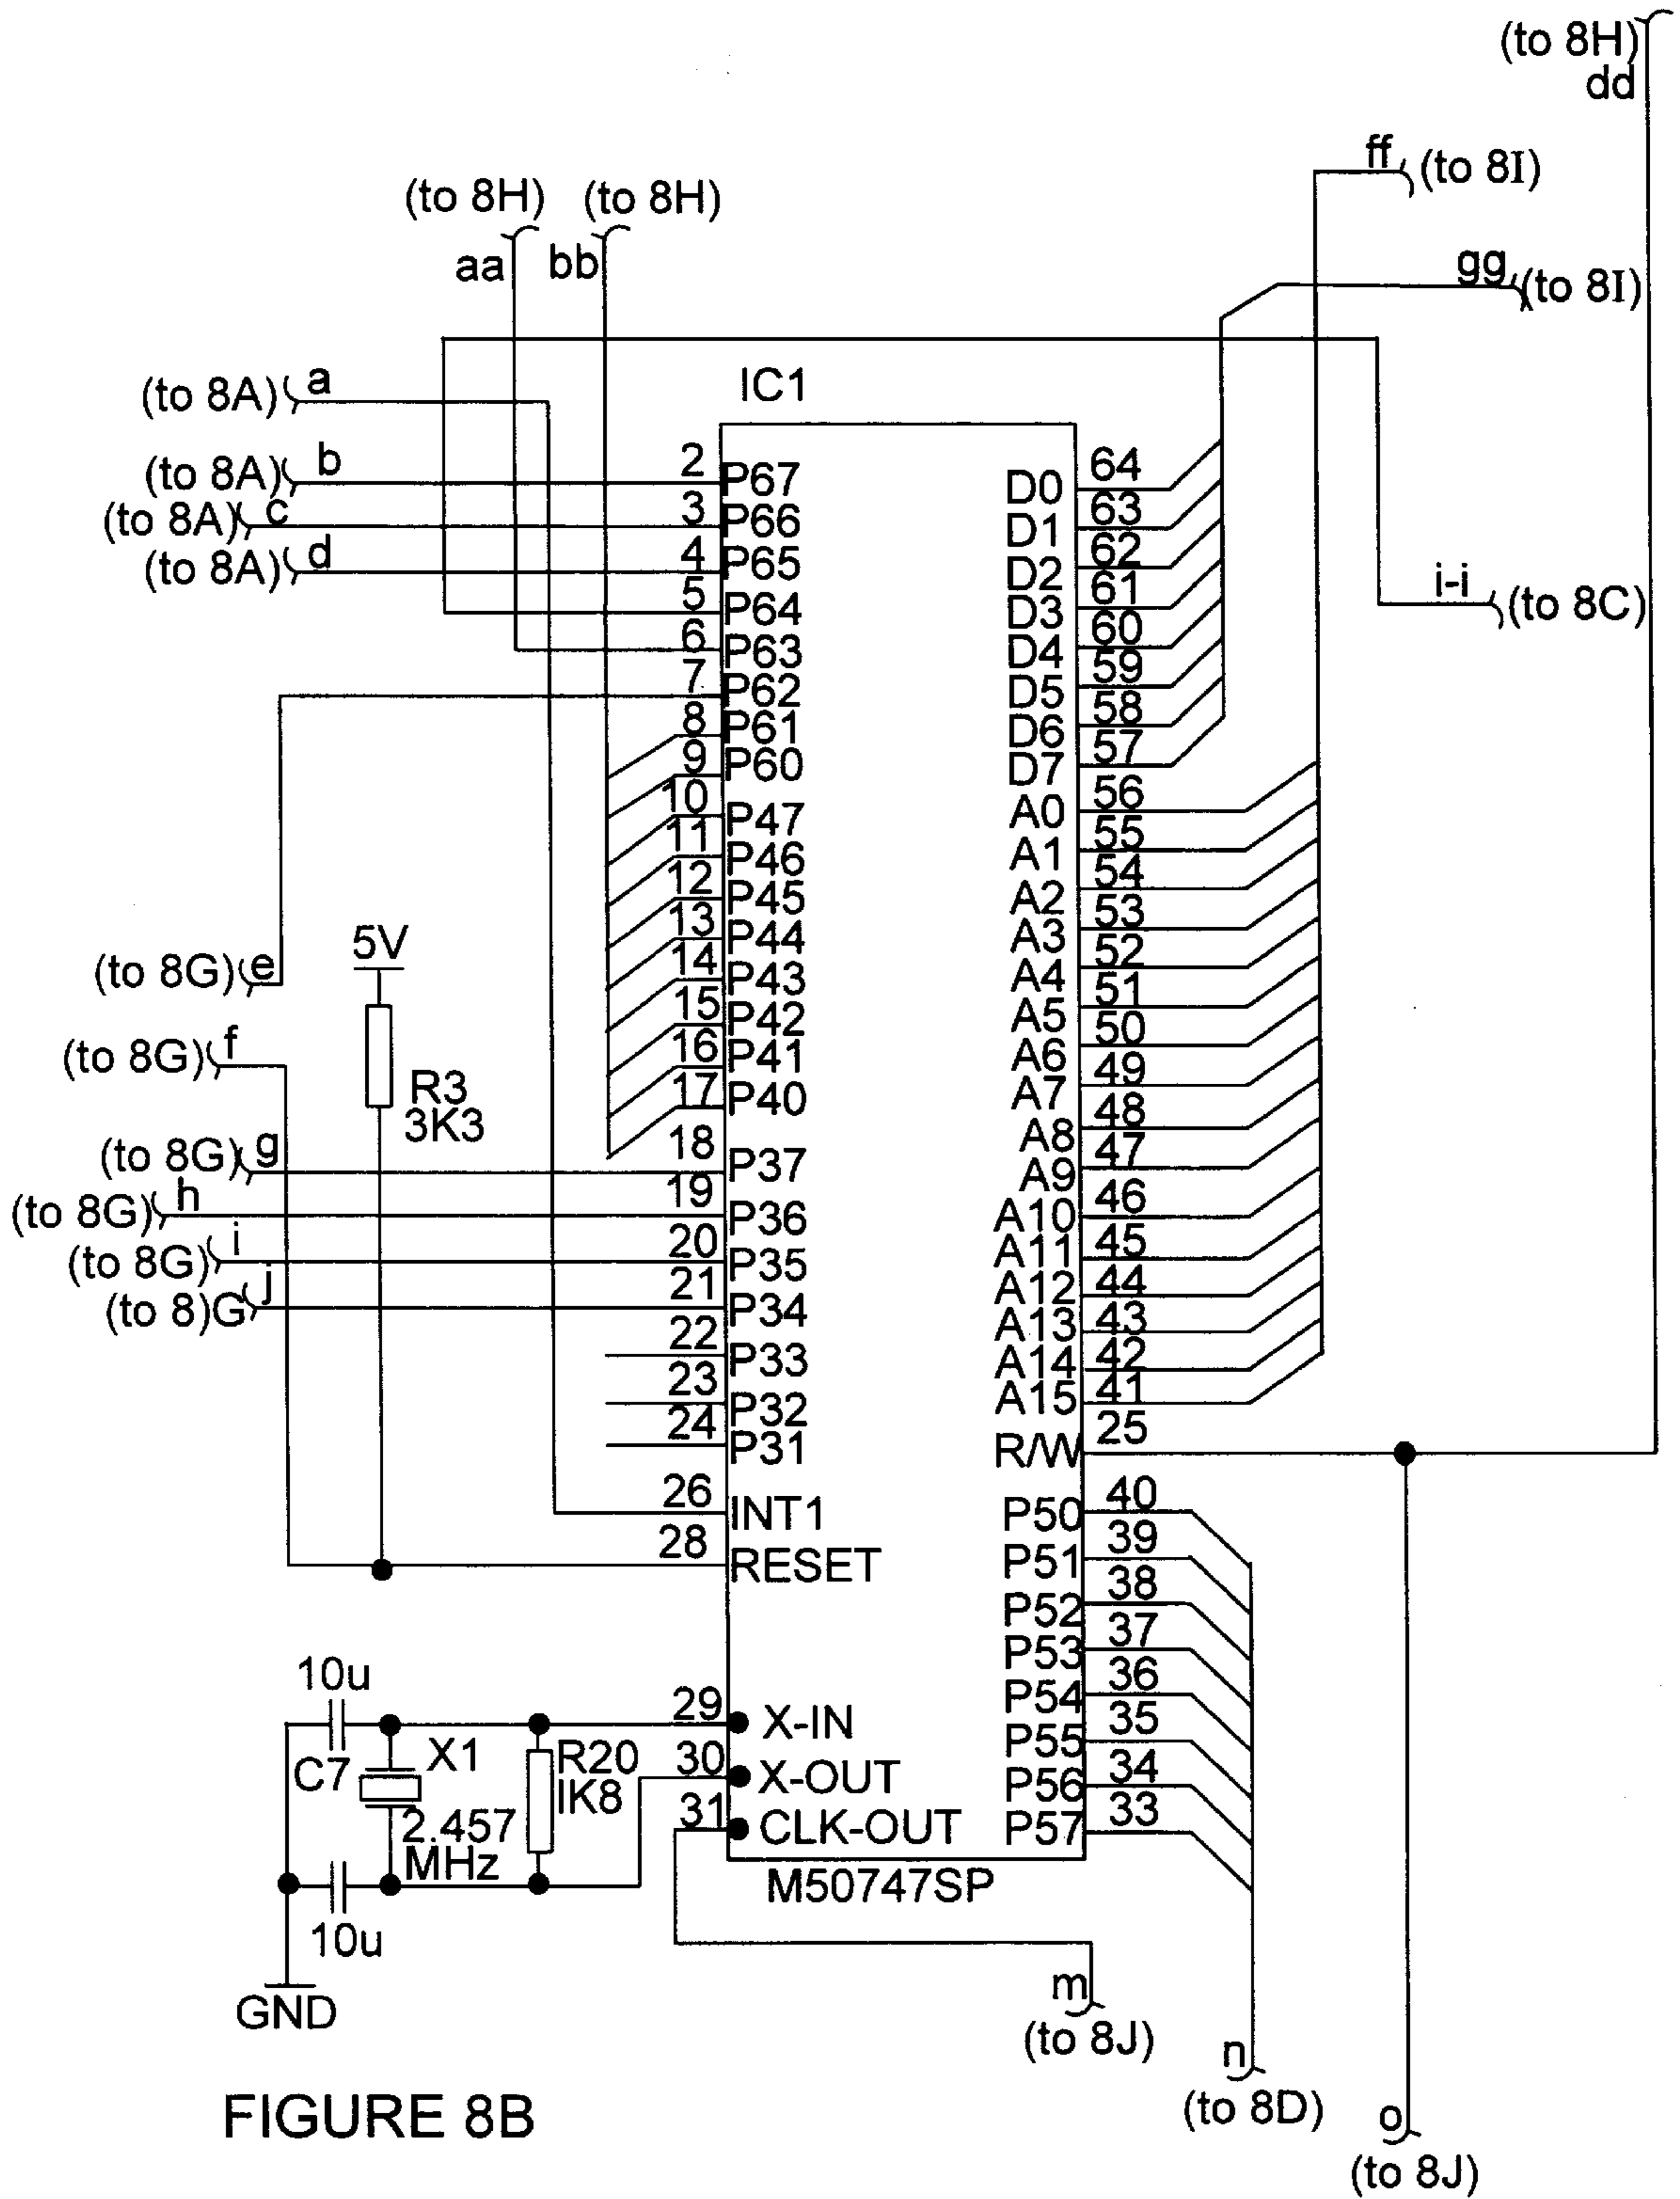 (to 8H)
dd
ff (to 8I)
(to 8H) (to 8H)
aa bb
gg (to 8I)
IC1
(to 8A) a
(to 8A) b 2 P67
(to 8A) c 3 P66
(to 8A) d 4 P65
5 P64
6 P63
7 P62
8 P61
9 P60
10 P47
11 P46
12 P45
13 P44
14 P43
15 P42
16 P41
17 P40
18 P37
19 P36
20 P35
21 P34
22 P33
23 P32
24 P31
26 INT1
28 RESET
29 X-IN
30 X-OUT
31 CLK-OUT
D0 64
D1 63
D2 62
D3 61
D4 60
D5 59
D6 58
D7 57
A0 56
A1 55
A2 54
A3 53
A4 52
A5 51
A6 50
A7 49
A8 48
A9 47
A10 46
A11 45
A12 44
A13 43
A14 42
A15 41
R/W 25
P50 40
P51 39
P52 38
P53 37
P54 36
P55 35
P56 34
P57 33
i-i (to 8C)
(to 8G) e
5V
(to 8G) f
R3
3K3
(to 8G) g
(to 8G) h
(to 8G) i
(to 8)G j
10u
C7
X1
2.457
MHz
R20
IK8
10u
GND
M50747SP
m
(to 8J)
n
(to 8D)
o
(to 8J)
FIGURE 8B